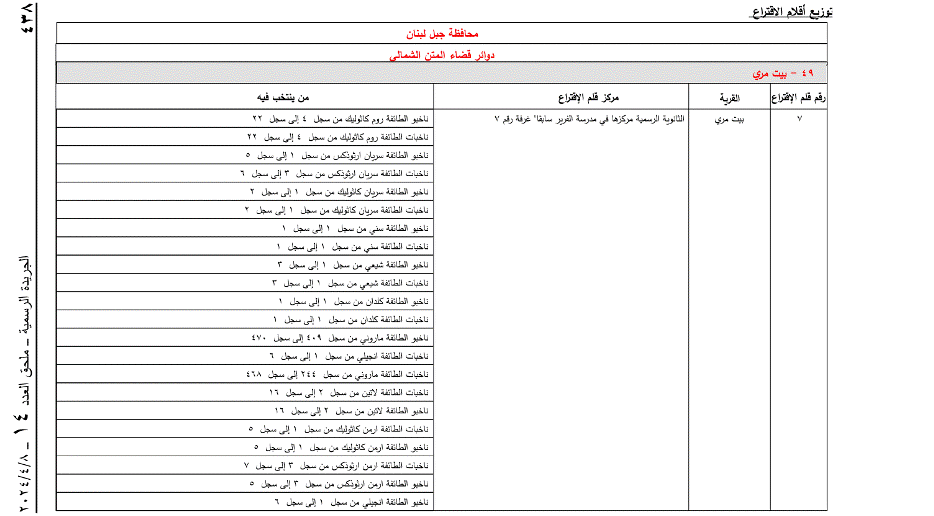 توزيع أقلام الإقتراع
محافظة جبل لبنان
دوائر قضاء المتن الشمالي
٤٩ - بيت مري
رقم قلم الإقتراع القرية مركز قلم الإقتراع من ينتخب فيه
٧ بيت مري الثانوية الرسمية مركزها في مدرسة الفرير سابقا" غرفة رقم ٧ ناخبو الطائفة روم كاثوليك من سجل ٤ إلى سجل ٢٢
ناخبات الطائفة روم كاثوليك من سجل ٤ إلى سجل ٢٢
ناخبو الطائفة سريان ارثوذكس من سجل ١ إلى سجل ٥
ناخبات الطائفة سريان ارثوذكس من سجل ٣ إلى سجل ٦
ناخبو الطائفة سريان كاثوليك من سجل ١ إلى سجل ٢
ناخبات الطائفة سريان كاثوليك من سجل ١ إلى سجل ٢
ناخبو الطائفة سني من سجل ١ إلى سجل ١
ناخبات الطائفة سني من سجل ١ إلى سجل ١
ناخبو الطائفة شيعي من سجل ١ إلى سجل ٣
ناخبات الطائفة شيعي من سجل ١ إلى سجل ٣
ناخبو الطائفة كلدان من سجل ١ إلى سجل ١
ناخبات الطائفة كلدان من سجل ١ إلى سجل ١
ناخبو الطائفة ماروني من سجل ٤٠٩ إلى سجل ٤٧٠
ناخبات الطائفة انجيلي من سجل ١ إلى سجل ٦
ناخبات الطائفة ماروني من سجل ٢٤٤ إلى سجل ٤٦٨
ناخبات الطائفة لاتين من سجل ٢ إلى سجل ١٦
ناخبو الطائفة لاتين من سجل ٢ إلى سجل ١٦
ناخبات الطائفة ارمن كاثوليك من سجل ١ إلى سجل ٥
ناخبو الطائفة ارمن كاثوليك من سجل ١ إلى سجل ٥
ناخبات الطائفة ارمن ارثوذكس من سجل ٣ إلى سجل ٧
ناخبو الطائفة ارمن ارثوذكس من سجل ٣ إلى سجل ٥
ناخبو الطائفة انجيلي من سجل ١ إلى سجل ٦
٤٣٨
الجريدة الرسمية – ملحق العدد ١٤ – ٢٠٢٤/٤/٨